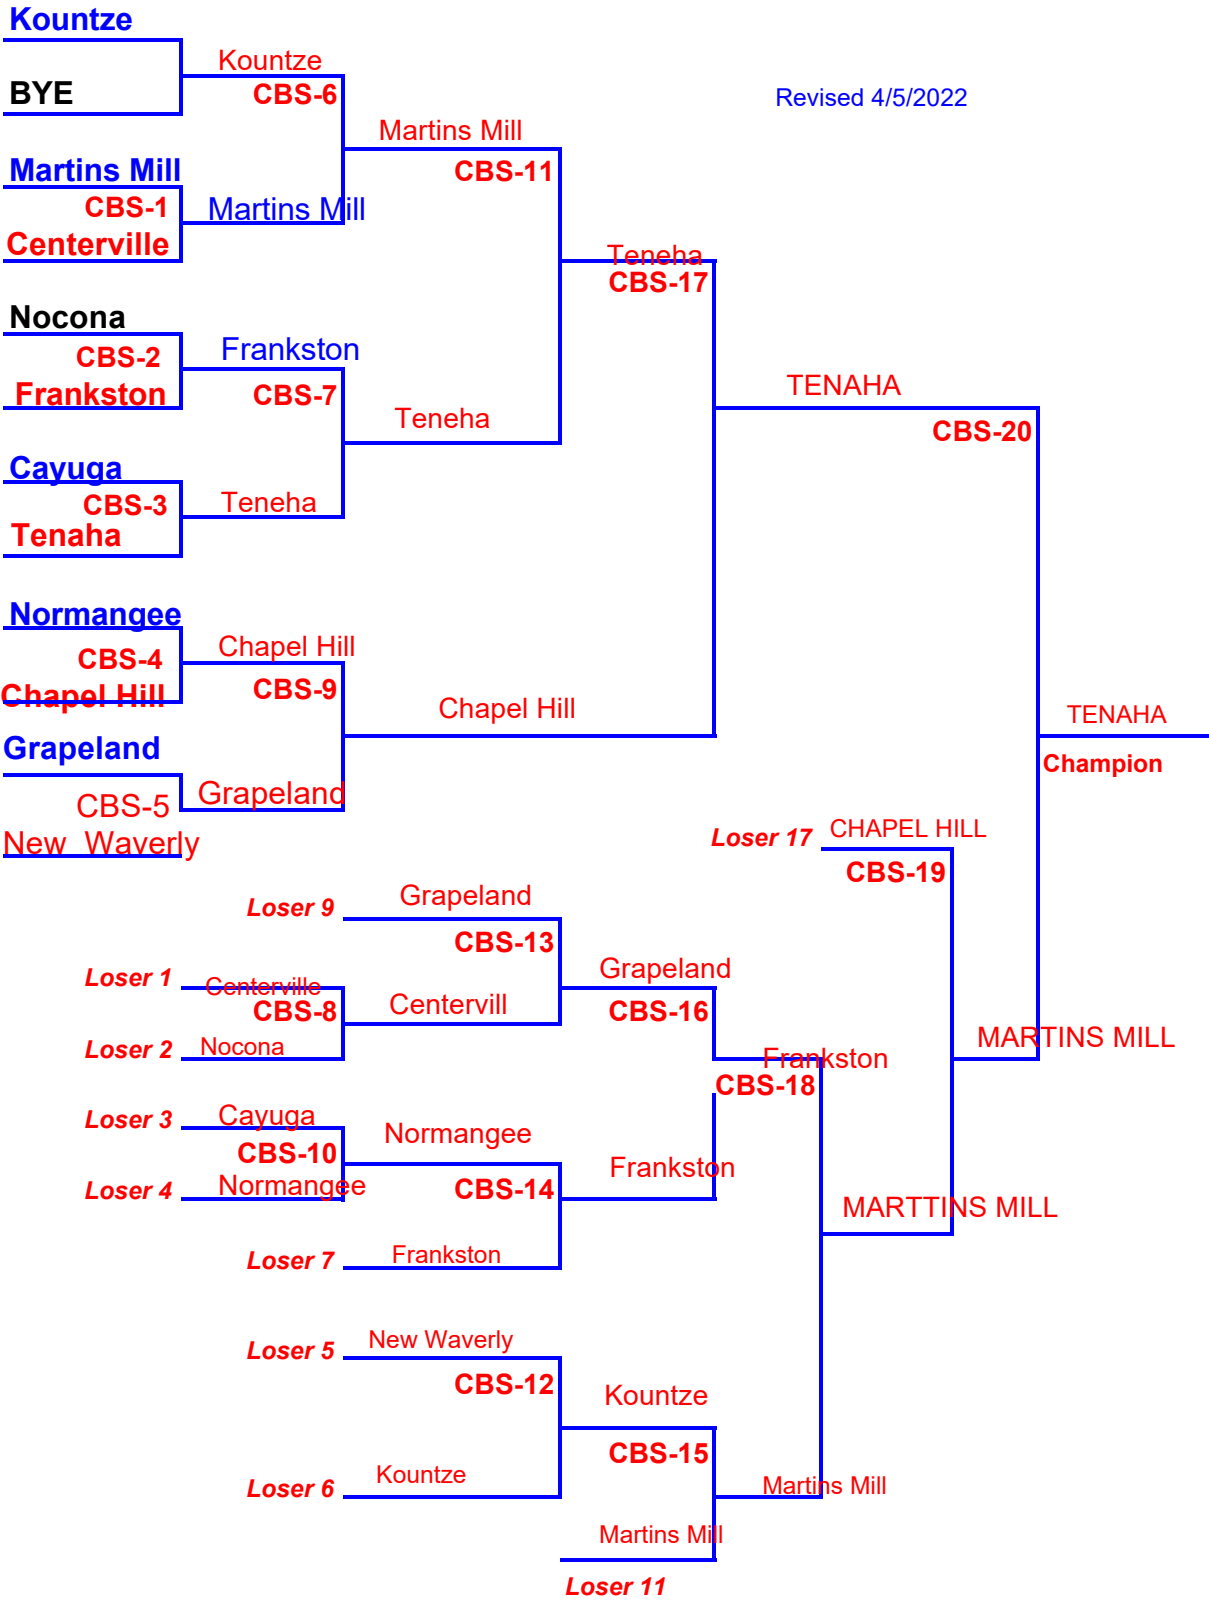 Kountze
Kountze
BYE
CBS-6
Revised 4/5/2022
Martins Mill
Martins Mill
CBS-11
CBS-1
Martins Mill
Centerville
Teneha
CBS-17
Nocona
CBS-2
Frankston
Frankston
CBS-7
TENAHA
Teneha
CBS-20
Cayuga
CBS-3
Teneha
Tenaha
Normangee
Chapel Hill
CBS-4
Chapel Hill
CBS-9
Chapel Hill
TENAHA
Grapeland
Champion
CBS-5
Grapeland
New Waverly
Loser 17
CHAPEL HILL
CBS-19
Loser 9
Grapeland
CBS-13
Grapeland
Loser 1
Centerville
CBS-8
Centervill
CBS-16
Loser 2
Nocona
MARTINS MILL
Frankston
CBS-18
Loser 3
Cayuga
Normangee
CBS-10
Frankston
Loser 4
Normangee
CBS-14
MARTTINS MILL
Loser 7
Frankston
Loser 5
New Waverly
CBS-12
Kountze
CBS-15
Loser 6
Kountze
Martins Mill
Martins Mill
Loser 11